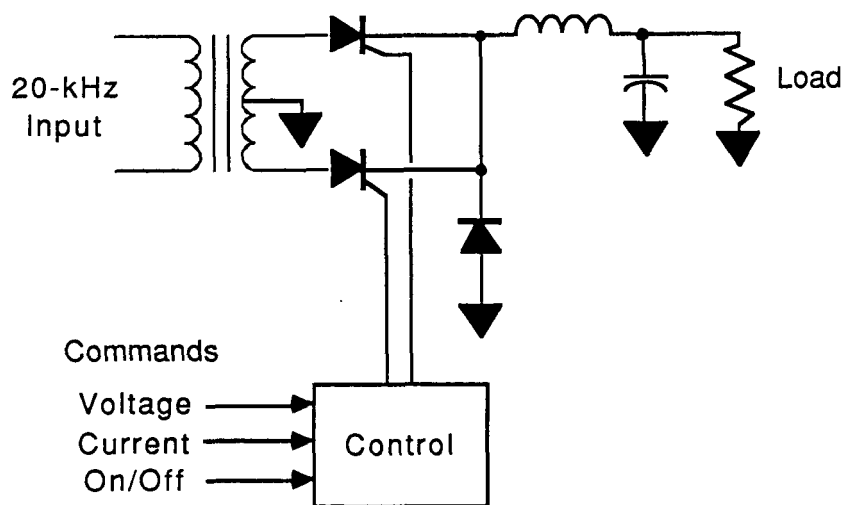 20-kHz
Input
Load
Commands
Voltage
Current
On/Off
Control